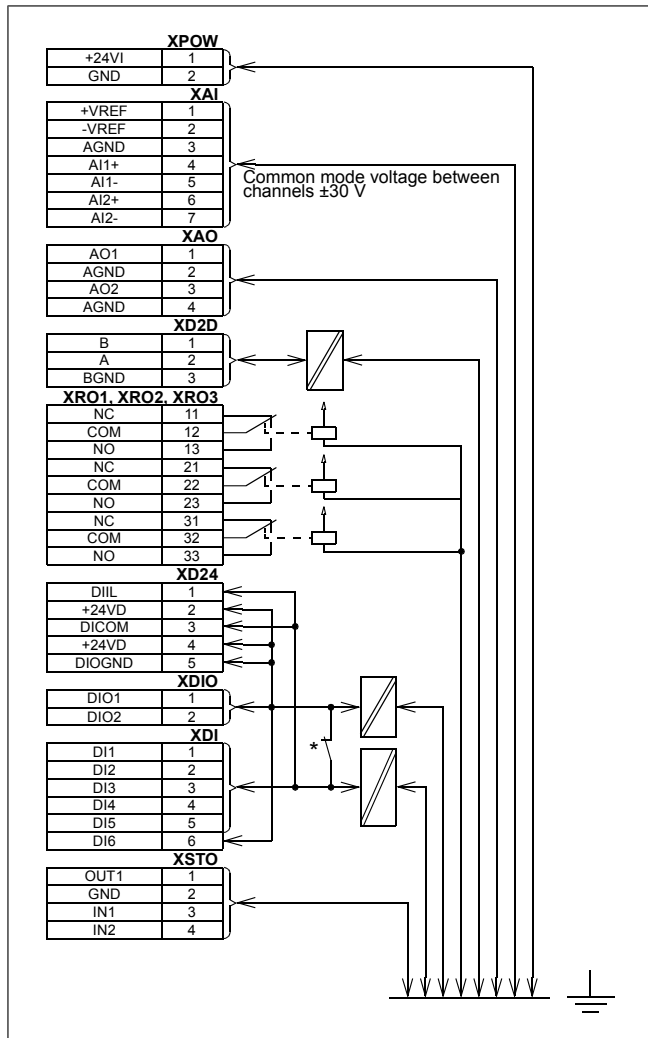 XPOW
+24VI 1
GND 2
XAI
+VREF 1
-VREF 2
AGND 3
AI1+ 4
AI1- 5
AI2+ 6
AI2- 7
Common mode voltage between
channels ±30 V
XAO
AO1 1
AGND 2
AO2 3
AGND 4
XD2D
B 1
A 2
BGND 3
XRO1, XRO2, XRO3
NC 11
COM 12
NO 13
NC 21
COM 22
NO 23
NC 31
COM 32
NO 33
XD24
DIIL 1
+24VD 2
DICOM 3
+24VD 4
DIOGND 5
XDIO
DIO1 1
DIO2 2
XDI
DI1 1
DI2 2
DI3 3
DI4 4
DI5 5
DI6 6
*
XSTO
OUT1 1
GND 2
IN1 3
IN2 4